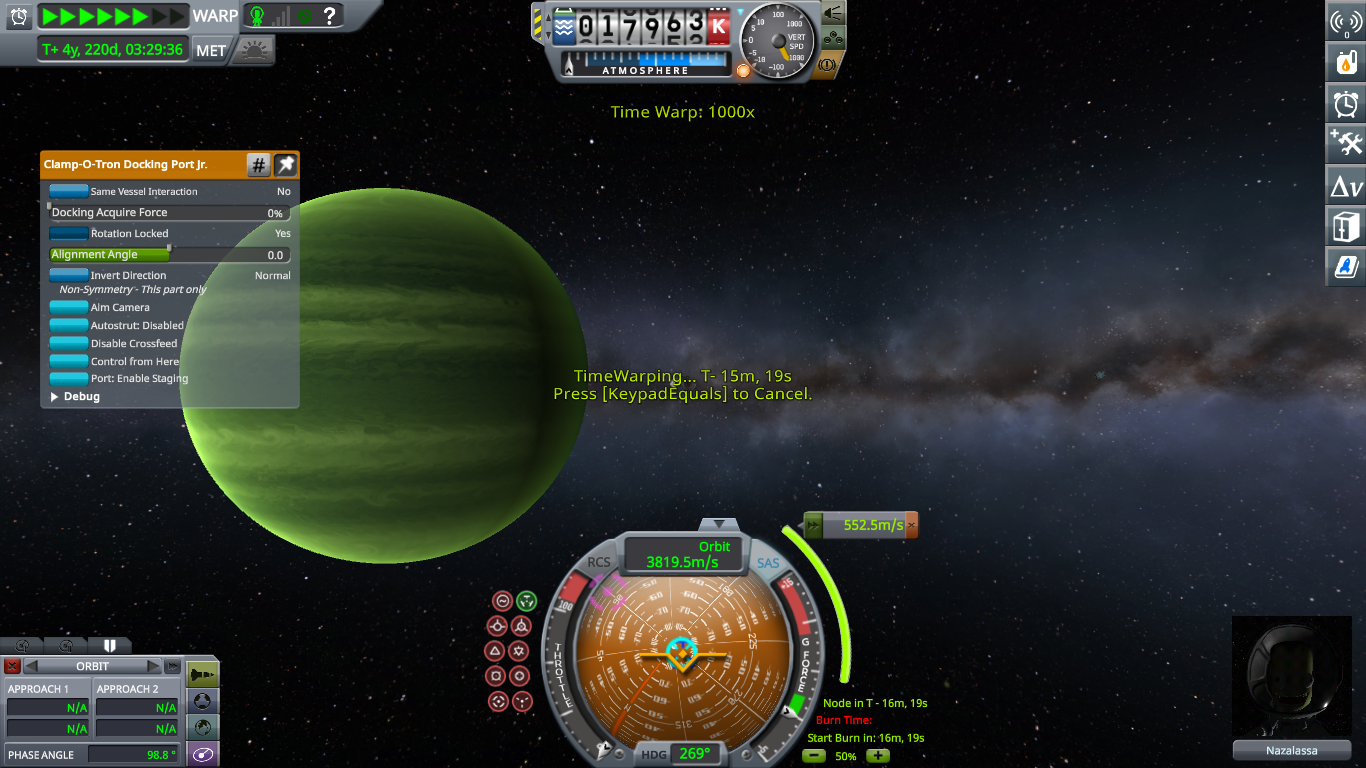 WARP
?
T+ 4y, 220d, 03:29:36
MET
017963 K
ATMOSPHERE
VERT
SPD
Time Warp: 1000x
Clamp-O-Tron Docking Port Jr.
#
Same Vessel Interaction No
Docking Acquire Force 0%
Rotation Locked Yes
Alignment Angle 0.0
Invert Direction Normal
Non-Symmetry - This part only
Aim Camera
Autostrut: Disabled
Disable Crossfeed
Control from Here
Port: Enable Staging
Debug
TimeWarping... T- 15m, 19s
Press [KeypadEquals] to Cancel.
Δv
552.5m/s
Orbit
3819.5m/s
RCS
SAS
THROTTLE
G FORCE
HDG 269°
Node in T - 16m, 19s
Burn Time:
Start Burn in: 16m, 19s
50%
ORBIT
APPROACH 1 APPROACH 2
N/A N/A
N/A N/A
PHASE ANGLE 98.8 °
Nazalassa